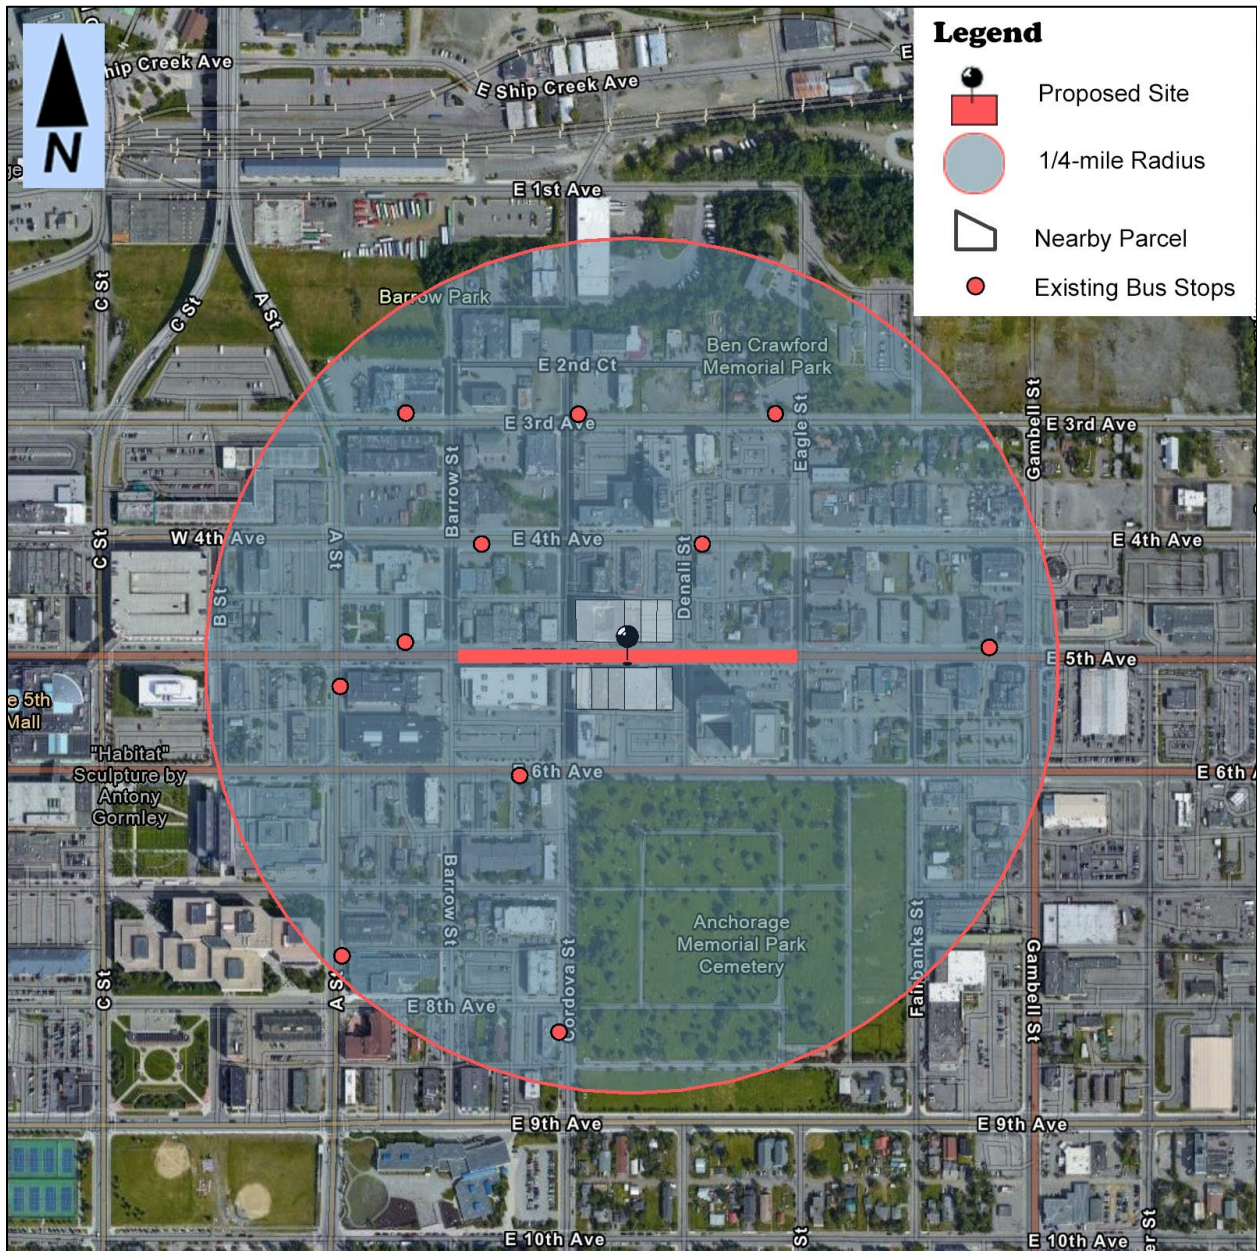 Legend
Proposed Site
1/4-mile Radius
Nearby Parcel
Existing Bus Stops
N
hip Creek Ave
E Ship Creek Ave
E
ge
E 1st Ave
C St
C St
A St
Barrow Park
E 2nd Ct
Ben Crawford
Memorial Park
E 3rd Ave
Eagle St
Gambell St
E 3rd Ave
Barrow St
C St
W 4th Ave
A St
E 4th Ave
Denali St
E 4th Ave
B St
E 5th Ave
e 5th
Mall
"Habitat"
Sculpture by
Antony
Gormley
E 6th Ave
E 6th A
Barrow St
Anchorage
Memorial Park
Cemetery
Cordova St
Fairbanks St
Gambell St
C St
A St
E 8th Ave
E 9th Ave
E 9th Ave
E 10th Ave
St
E 10th Ave
er St